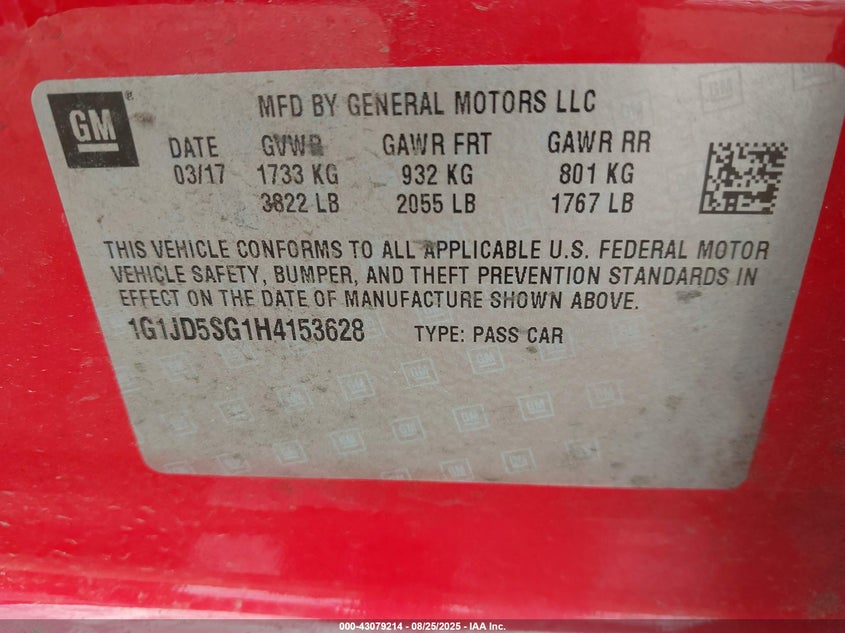 GM
MFD BY GENERAL MOTORS LLC
DATE GVWR GAWR FRT GAWR RR
03/17 1733 KG 932 KG 801 KG
3822 LB 2055 LB 1767 LB
THIS VEHICLE CONFORMS TO ALL APPLICABLE U.S. FEDERAL MOTOR
VEHICLE SAFETY, BUMPER, AND THEFT PREVENTION STANDARDS IN
EFFECT ON THE DATE OF MANUFACTURE SHOWN ABOVE.
1G1JD5SG1H4153628 TYPE: PASS CAR
000-43079214 - 08/25/2025 - IAA Inc.